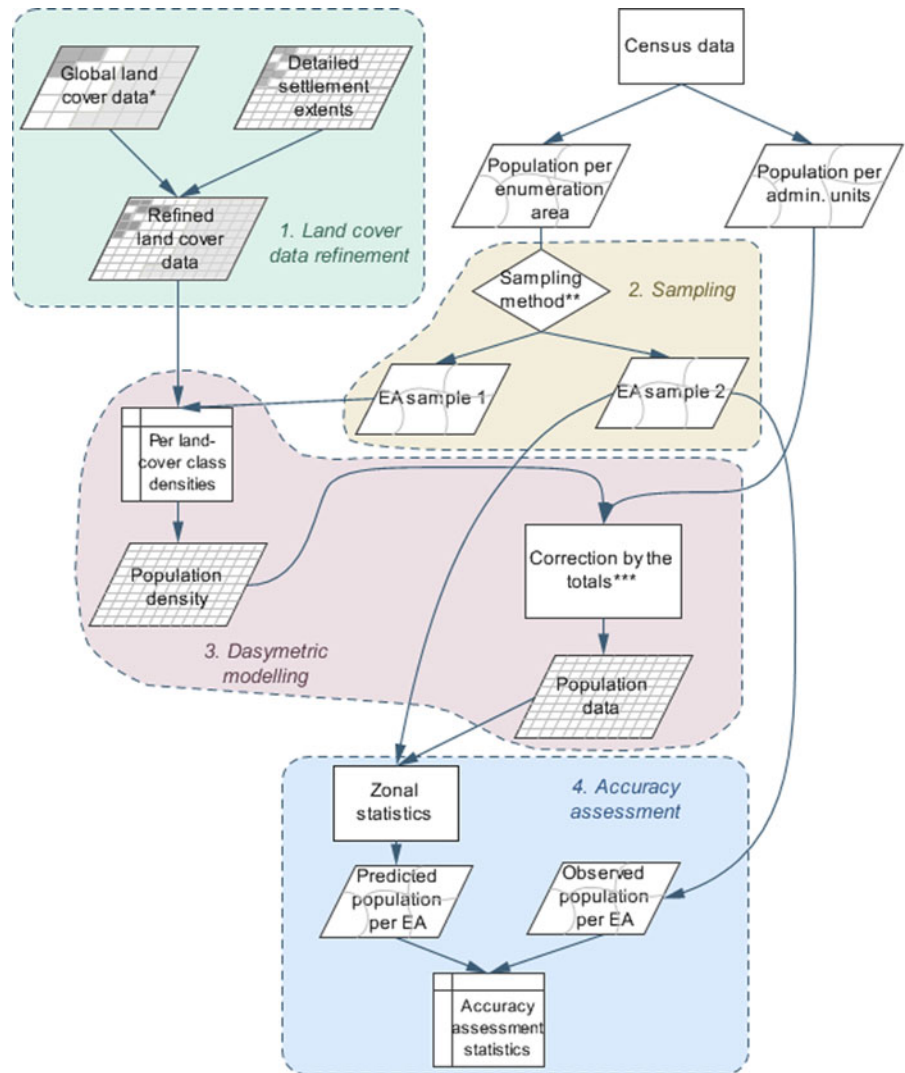 Global land
cover data*
Detailed
settlement
extents
Refined
land cover
data
1. Land cover
data refinement
Census data
Population per
enumeration
area
Population per
admin. units
Sampling
method**
2. Sampling
EA sample 1
EA sample 2
Per land-
cover class
densities
Population
density
Correction by the
totals***
3. Dasymetric
modelling
Population
data
Zonal
statistics
4. Accuracy
assessment
Predicted
population
per EA
Observed
population
per EA
Accuracy
assessment
statistics